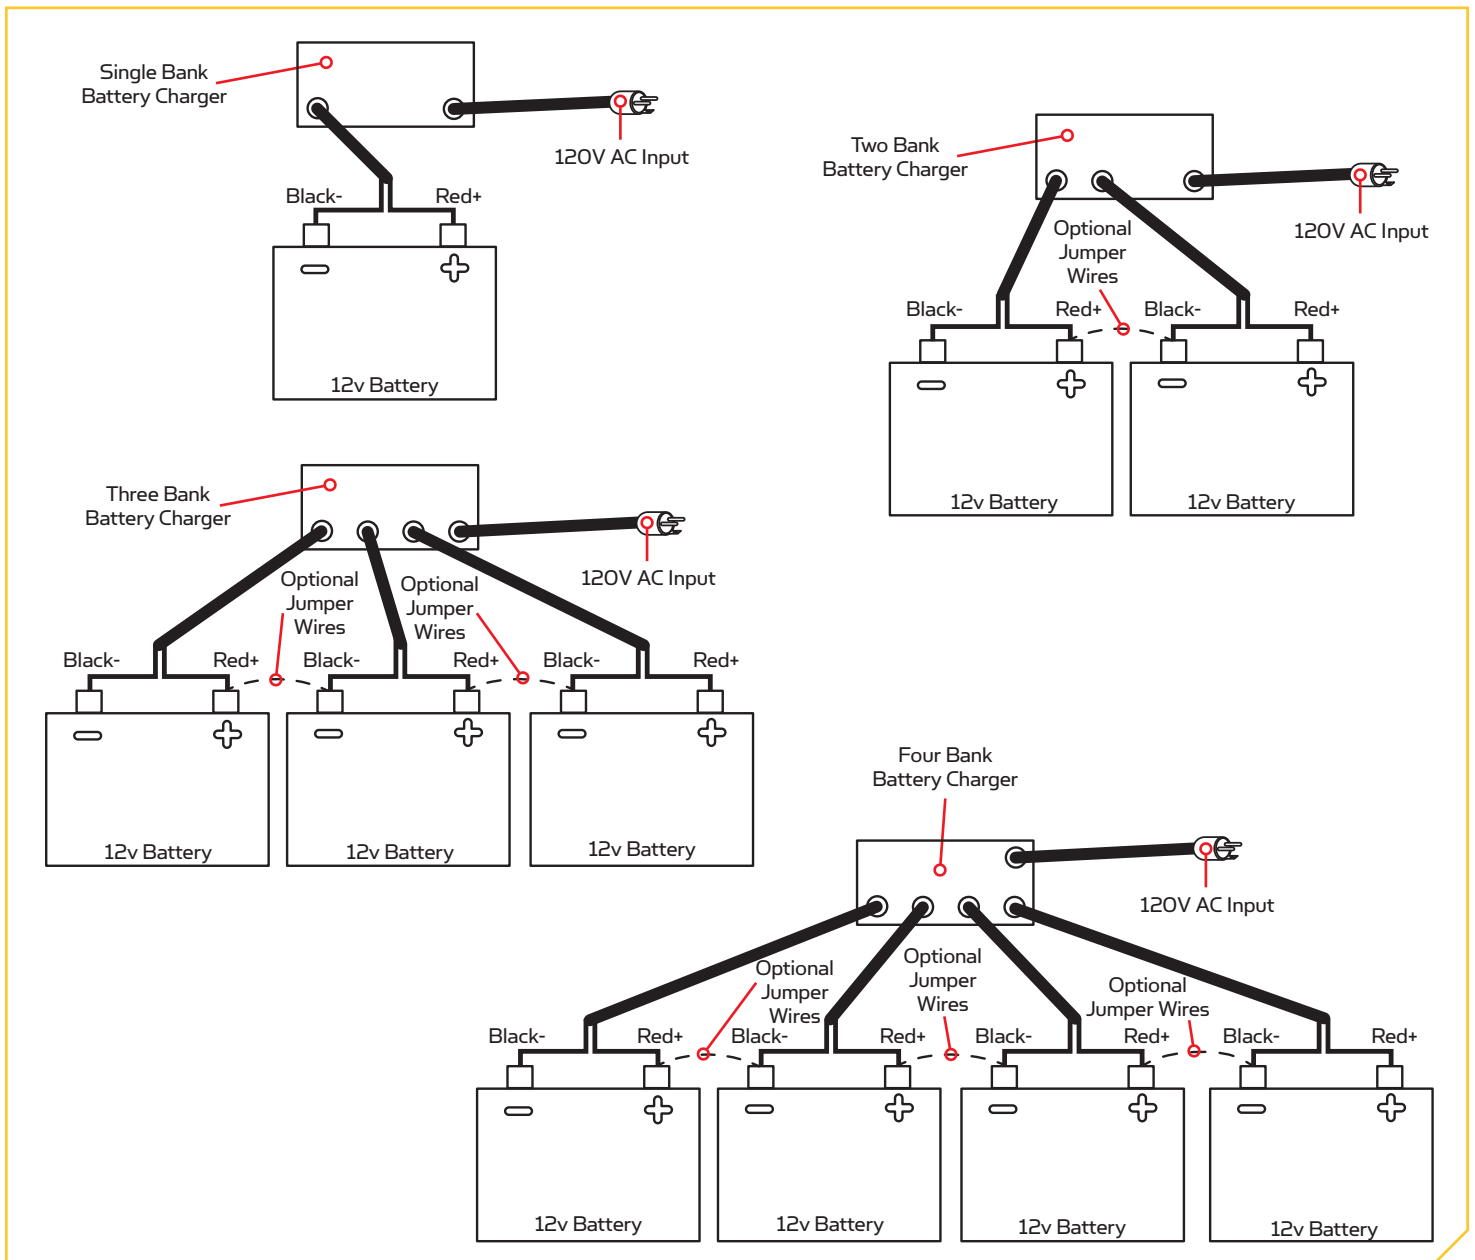 Single Bank
Battery Charger
120V AC Input
Black-
Red+
12v Battery
Two Bank
Battery Charger
120V AC Input
Optional
Jumper
Wires
Black-
Red+
Black-
Red+
12v Battery
12v Battery
Three Bank
Battery Charger
120V AC Input
Optional
Jumper
Wires
Optional
Jumper
Wires
Black-
Red+
Black-
Red+
Black-
Red+
12v Battery
12v Battery
12v Battery
Four Bank
Battery Charger
120V AC Input
Optional
Jumper
Wires
Optional
Jumper
Wires
Optional
Jumper Wires
Black-
Red+
Black-
Red+
Black-
Red+
Black-
Red+
12v Battery
12v Battery
12v Battery
12v Battery